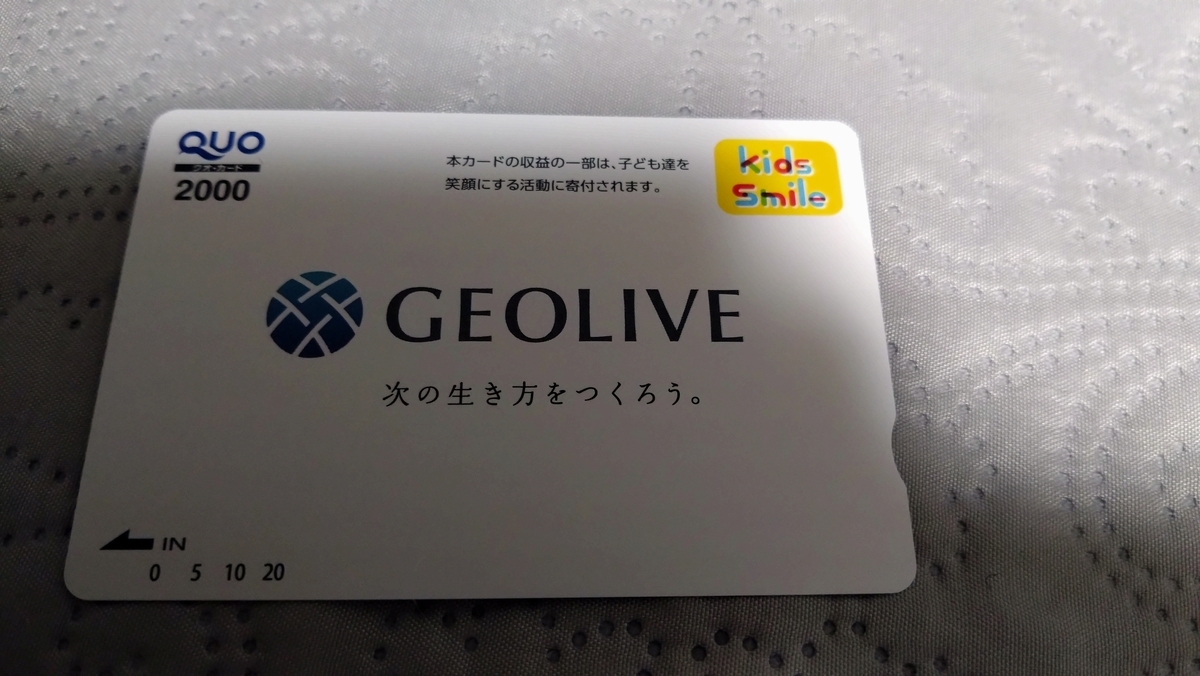 QUO
クオ・カード
2000
本カードの収益の一部は、子ども達を
笑顔にする活動に寄付されます。
kids
Smile
GEOLIVE
次の生き方をつくろう。
IN
0 5 10 20